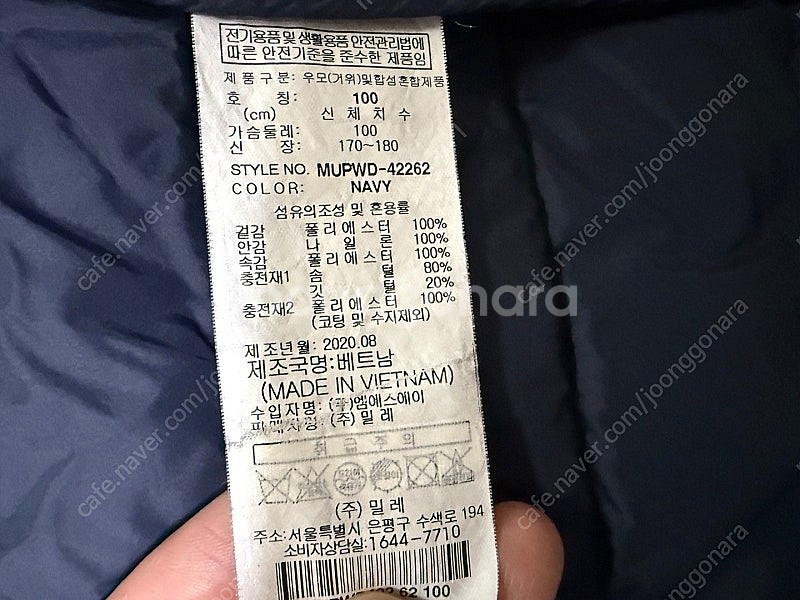 전기용품및 생활용품 안전관리법에
따른 안전기준을 준수한 제품임
제 품 구 분: 우모(거위)및합섬혼합제품
호 칭: 100
(cm) 신 체 치 수
가슴둘레: 100
신 장: 170~180
STYLE NO. MUPWD-42262
COLOR: NAVY
섬유의조성 및 혼용률
겉감 폴리에스터 100%
안감 나 일 론 100%
속감 폴리에스터 100%
충전재1 솜 털 80%
깃 털 20%
충전재2 폴리에스터 100%
(코팅 및 수지제외)
제 조년 월: 2020.08
제조국명:베트남
(MADE IN VIETNAM)
수입자명: (주)엠에스에이
판매자명: (주)밀 레
취 급 주 의
(주) 밀 레
주소:서울특별시 은평구 수색로 194
소비자상담실:1644-7710
62 100
cafe.naver.com/joonggonara
joonggonara